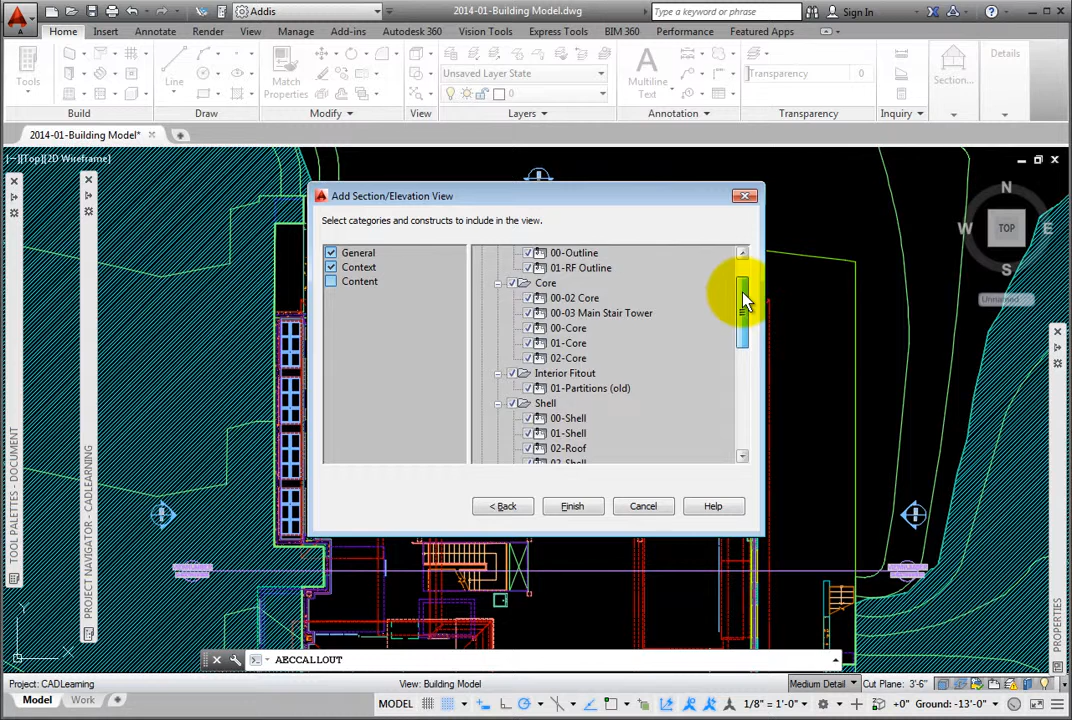 Addis
2014-01-Building Model.dwg
Type a keyword or phrase
Sign In
Home Insert Annotate Render View Manage Add-ins Autodesk 360 Vision Tools Express Tools BIM 360 Performance Featured Apps
Tools
Line
Match
Properties
Unsaved Layer State
0
Multiline
Text
Transparency 0
Section...
Details
Build Draw Modify View Layers Annotation Transparency Inquiry
2014-01-Building Model*
[−][Top][2D Wireframe]
N
W TOP E
S
Unnamed
Add Section/Elevation View
Select categories and constructs to include in the view.
General
Context
Content
00-Outline
01-RF Outline
Core
00-02 Core
00-03 Main Stair Tower
00-Core
01-Core
02-Core
Interior Fitout
01-Partitions (old)
Shell
00-Shell
01-Shell
02-Roof
02-Shell
< Back Finish Cancel Help
TOOL PALETTES - DOCUMENT
PROJECT NAVIGATOR - CADLEARNING
PROPERTIES
Y
X
AECCALLOUT
Project: CADLearning
View: Building Model
Medium Detail
Cut Plane: 3'-6"
Model Work
MODEL
1/8" = 1'-0"
+0" Ground: -13'-0"